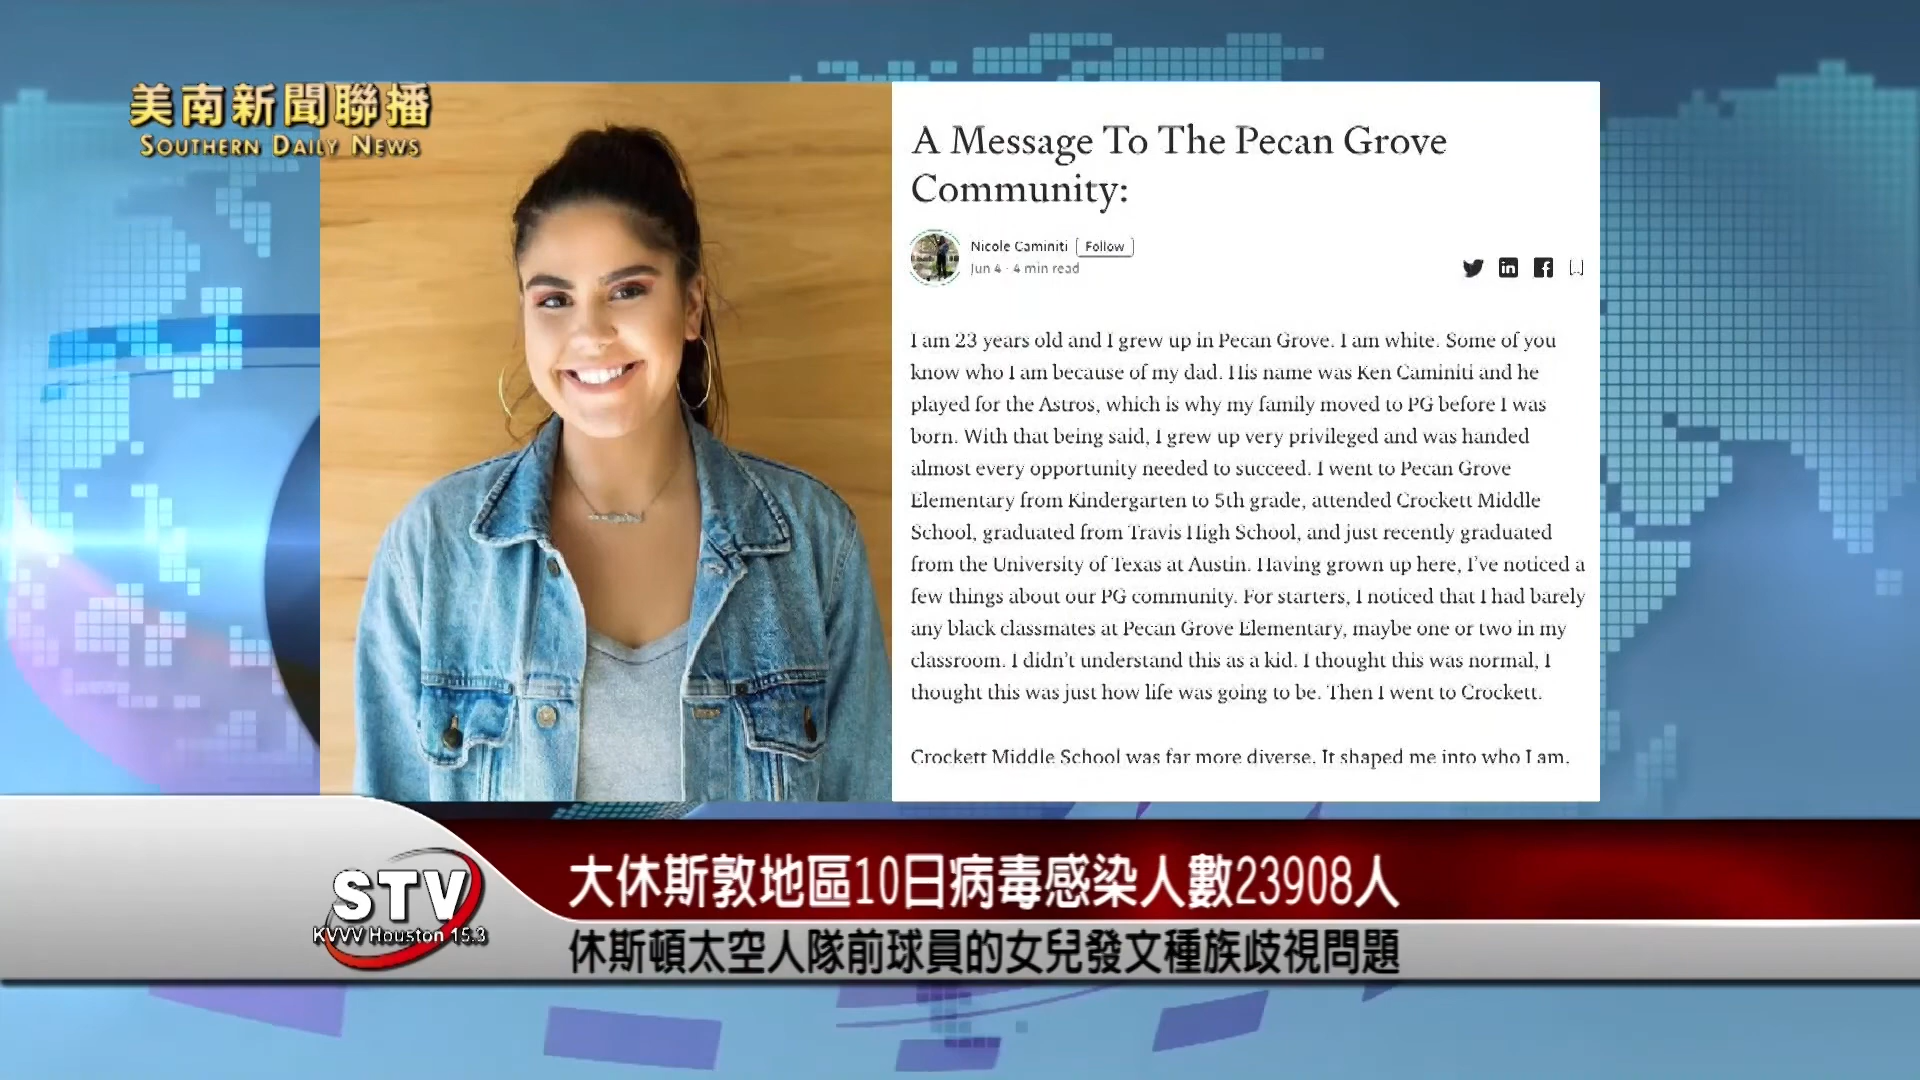 美南新聞聯播
SOUTHERN DAILY NEWS
A Message To The Pecan Grove
Community:
Nicole Caminiti Follow
Jun 4 · 4 min read
I am 23 years old and I grew up in Pecan Grove. I am white. Some of you
know who I am because of my dad. His name was Ken Caminiti and he
played for the Astros, which is why my family moved to PG before I was
born. With that being said, I grew up very privileged and was handed
almost every opportunity needed to succeed. I went to Pecan Grove
Elementary from Kindergarten to 5th grade, attended Crockett Middle
School, graduated from Travis High School, and just recently graduated
from the University of Texas at Austin. Having grown up here, I've noticed a
few things about our PG community. For starters, I noticed that I had barely
any black classmates at Pecan Grove Elementary, maybe one or two in my
classroom. I didn't understand this as a kid. I thought this was normal, I
thought this was just how life was going to be. Then I went to Crockett.
Crockett Middle School was far more diverse. It shaped me into who I am.
STV
KVVV Houston 15.3
大休斯敦地區10日病毒感染人數23908人
休斯頓太空人隊前球員的女兒發文種族歧視問題